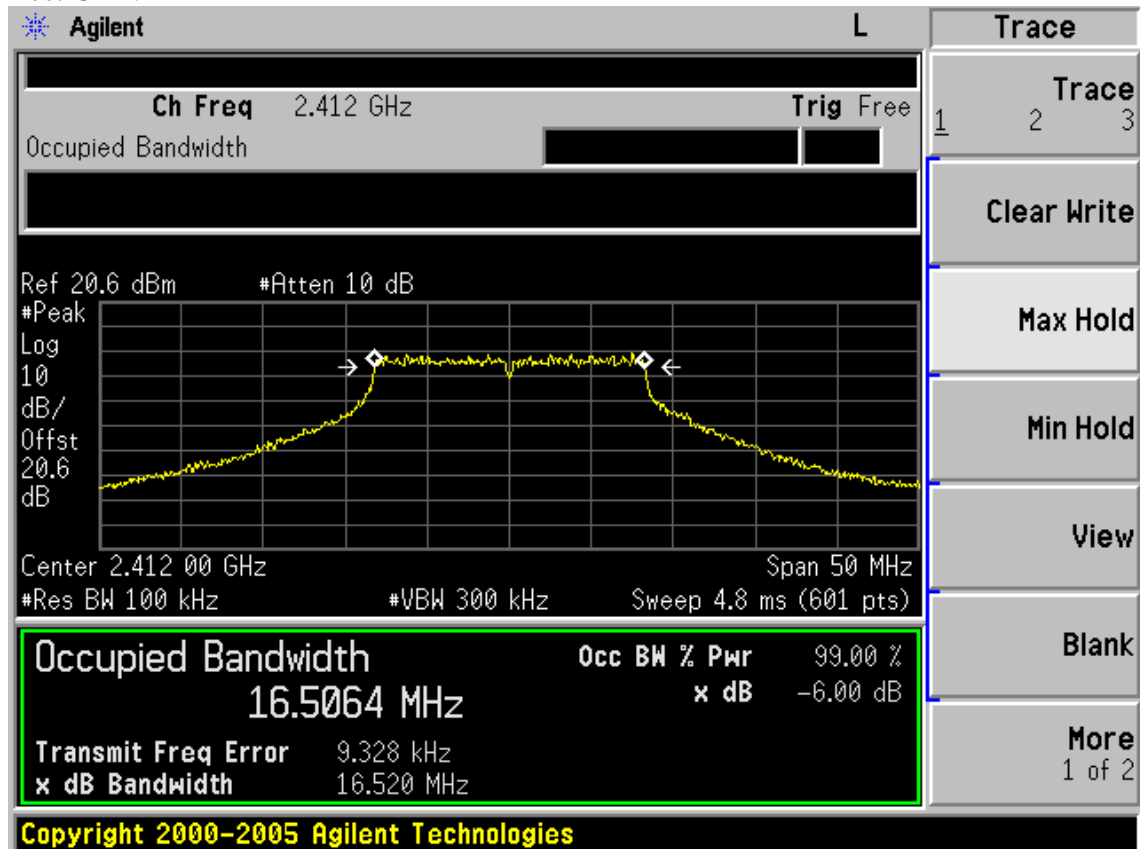 Agilent L Trace
Ch Freq 2.412 GHz Trig Free
Occupied Bandwidth
Trace
1 2 3
Clear Write
Max Hold
Min Hold
View
Blank
More
1 of 2
Ref 20.6 dBm #Atten 10 dB
#Peak
Log
10
dB/
Offst
20.6
dB
Center 2.412 00 GHz Span 50 MHz
#Res BW 100 kHz #VBW 300 kHz Sweep 4.8 ms (601 pts)
Occupied Bandwidth Occ BW % Pwr 99.00 %
16.5064 MHz x dB -6.00 dB
Transmit Freq Error 9.328 kHz
x dB Bandwidth 16.520 MHz
Copyright 2000-2005 Agilent Technologies